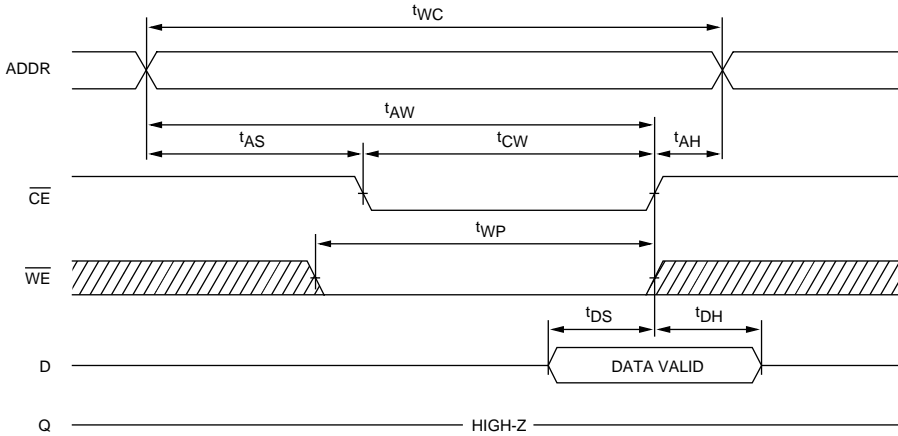 tWC
ADDR
tAW
tAS
tCW
tAH
CE
tWP
WE
tDS
tDH
D
DATA VALID
Q
HIGH-Z